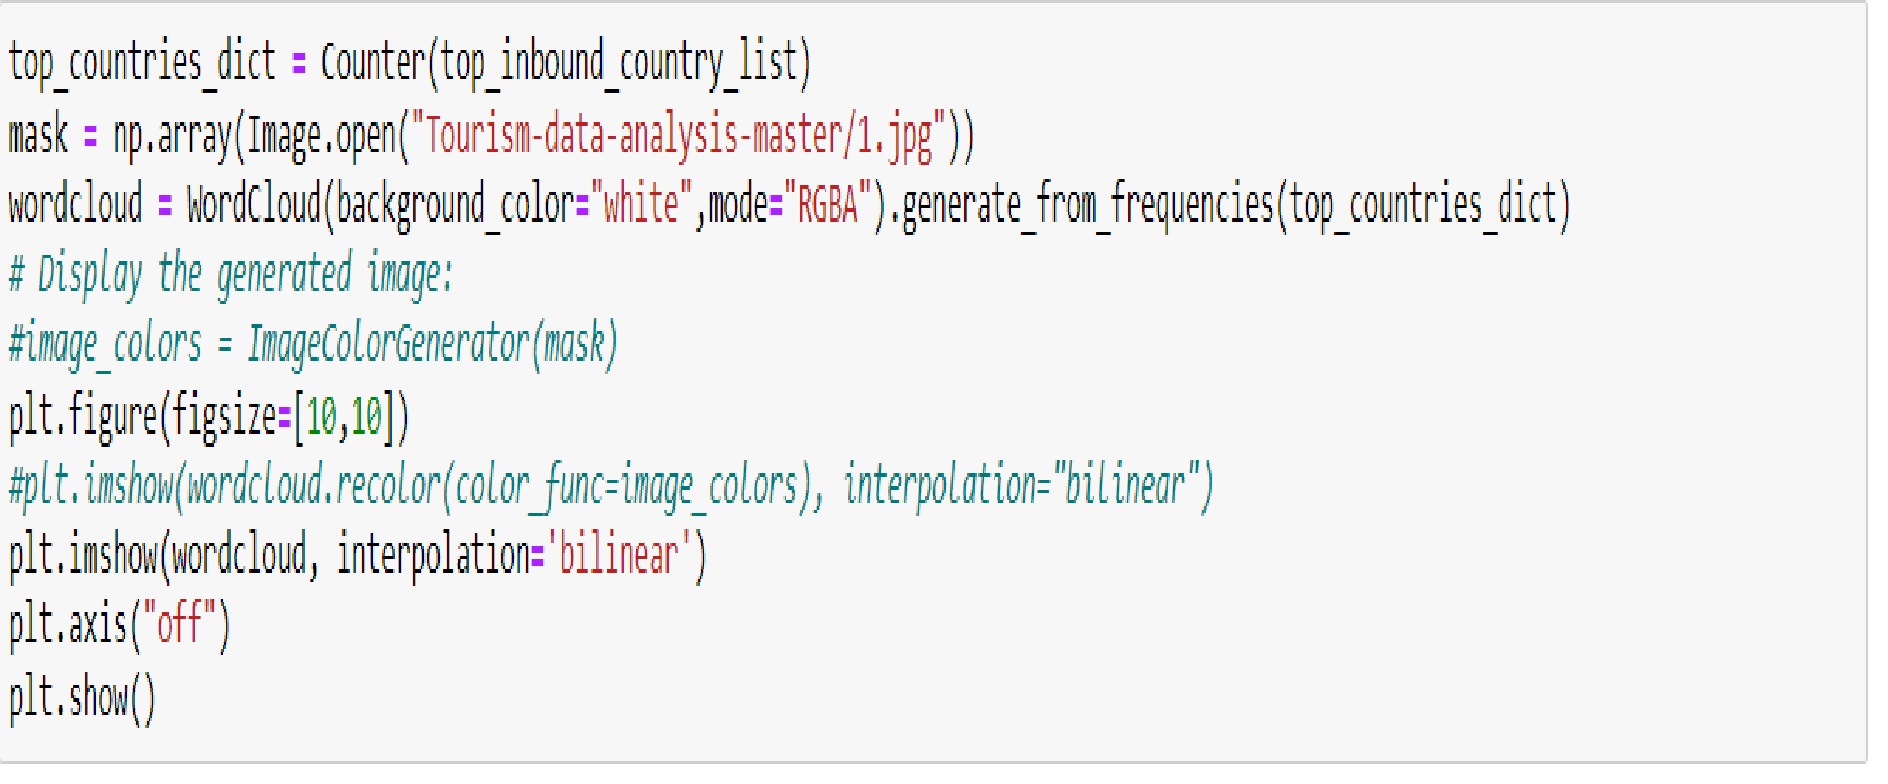 top_countries_dict = Counter(top_inbound_country_list)
mask = np.array(Image.open("Tourism-data-analysis-master/1.jpg"))
wordcloud = WordCloud(background_color="white",mode="RGBA").generate_from_frequencies(top_countries_dict)
# Display the generated image:
#image_colors = ImageColorGenerator(mask)
plt.figure(figsize=[10,10])
#plt.imshow(wordcloud.recolor(color_func=image_colors), interpolation="bilinear")
plt.imshow(wordcloud, interpolation='bilinear')
plt.axis("off")
plt.show()